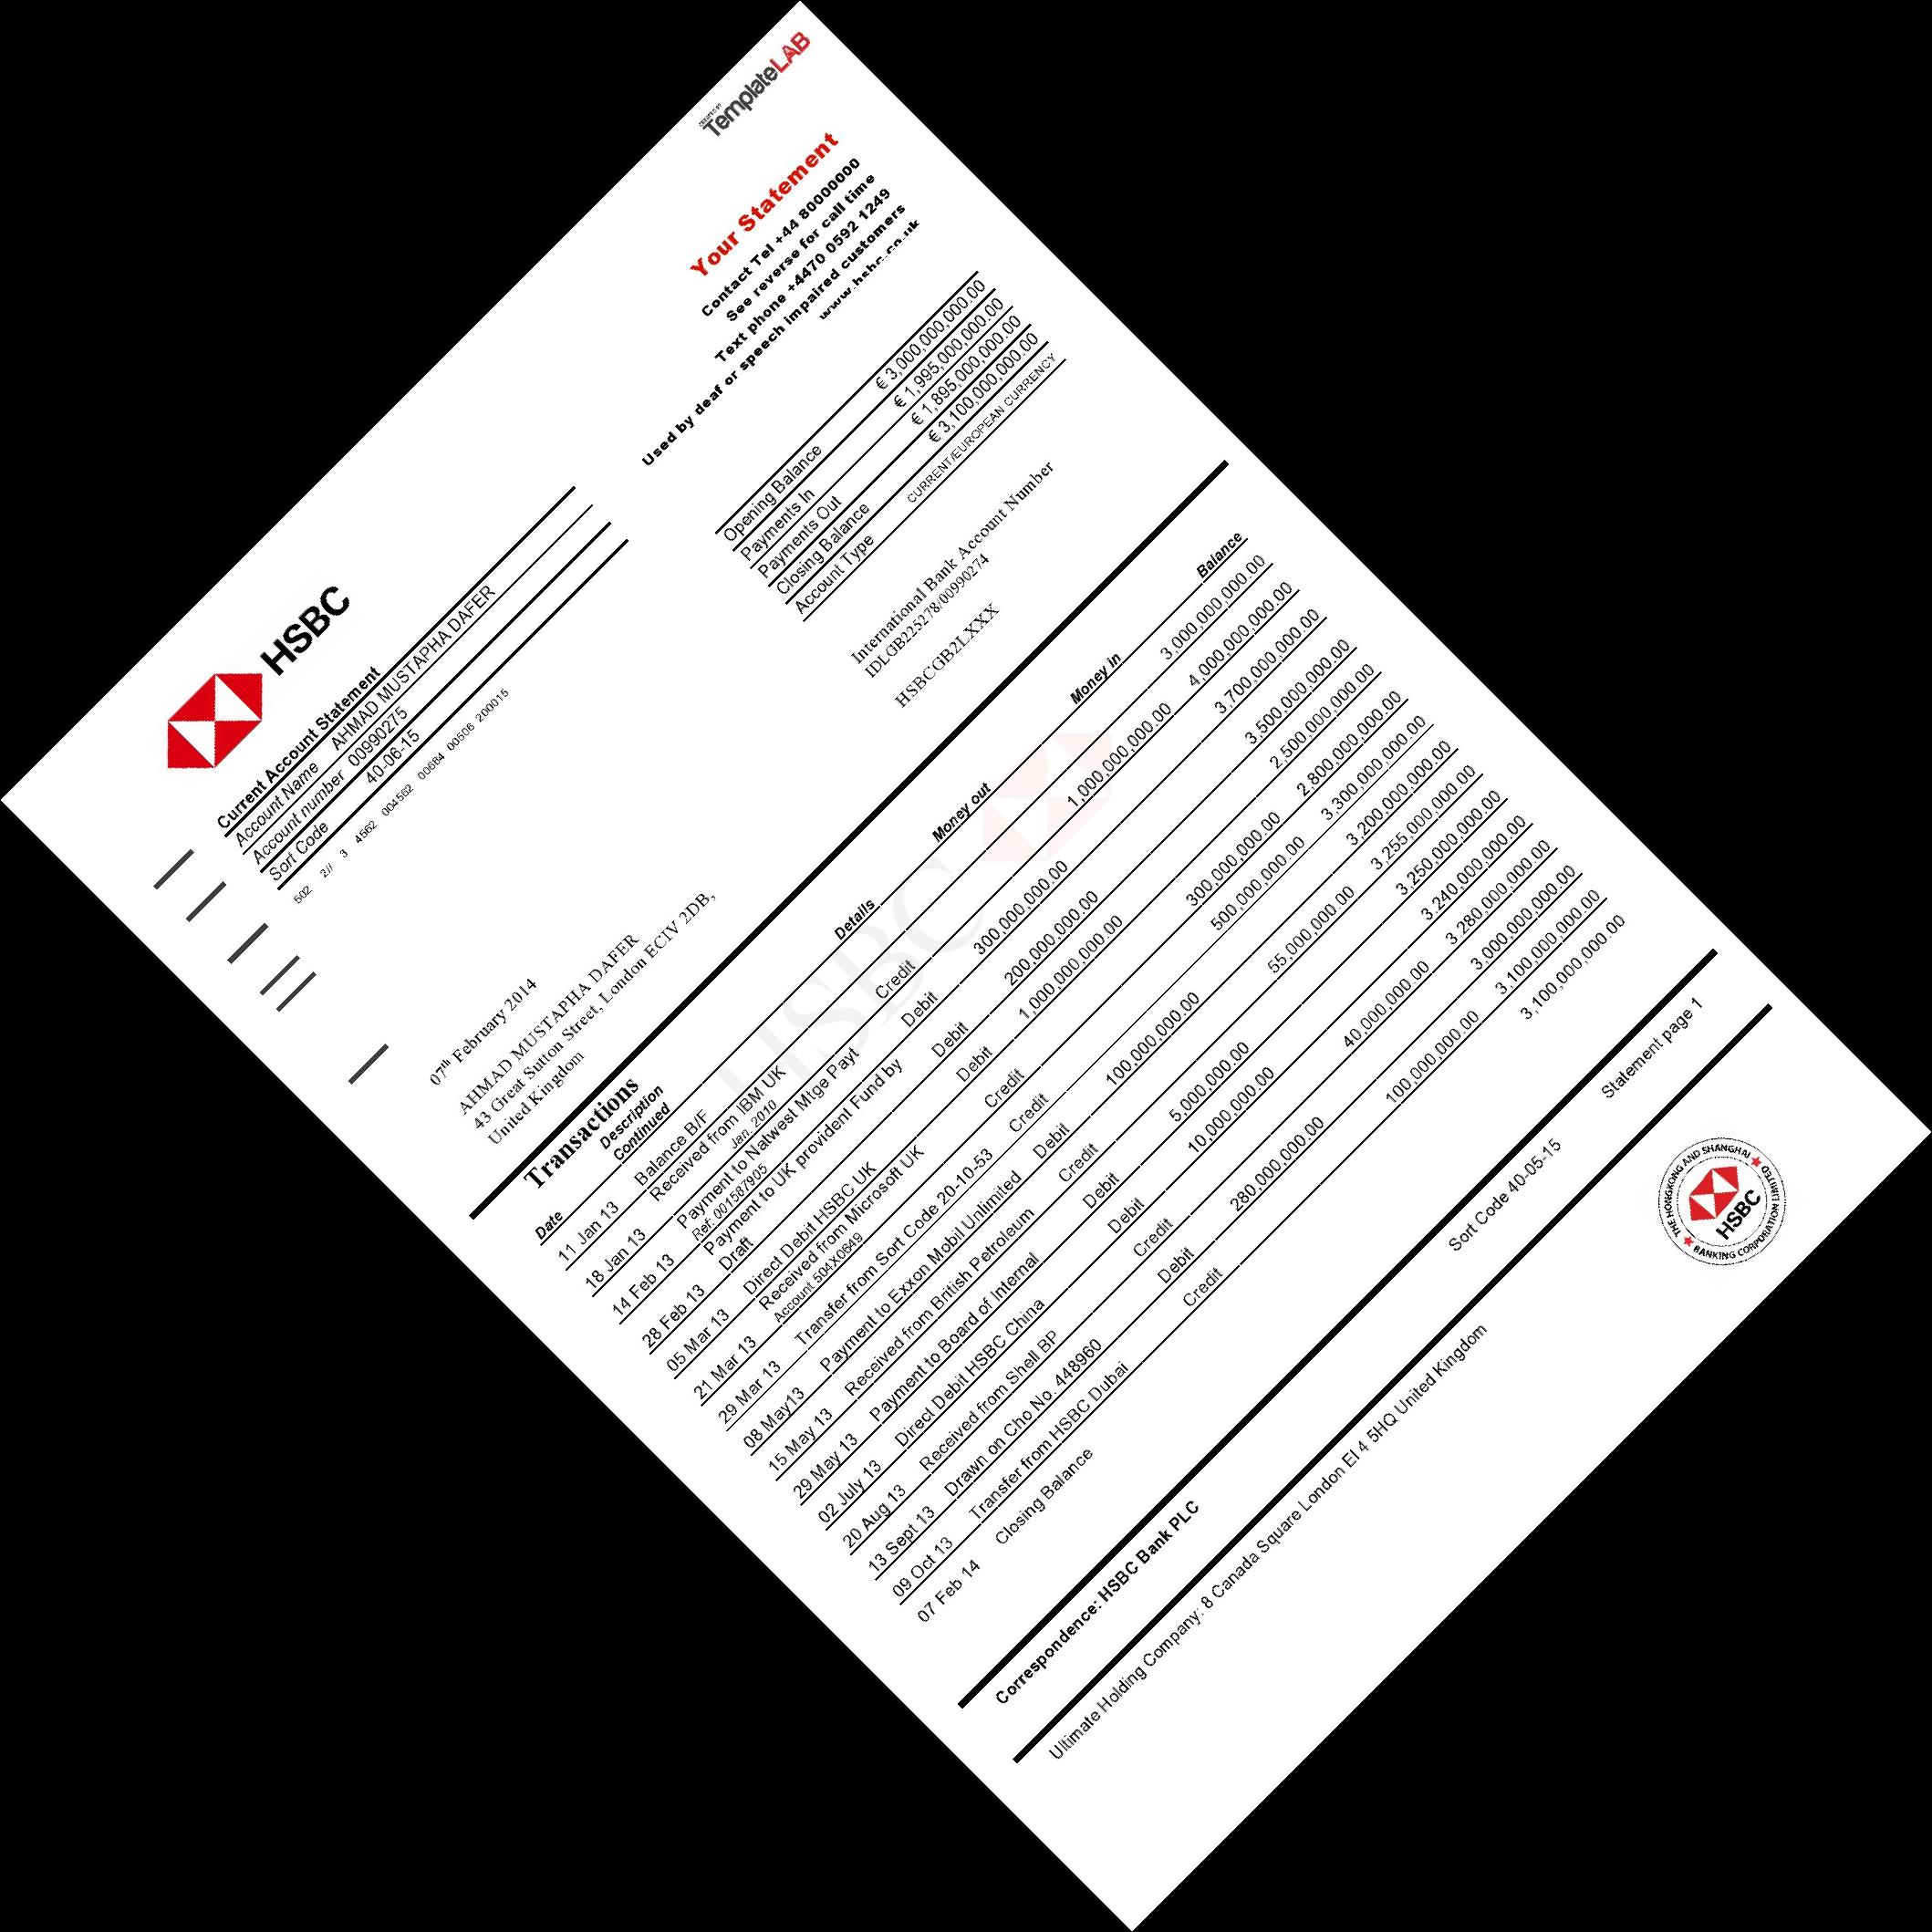 CREATED BY
TemplateLAB
HSBC
Your Statement
Contact Tel +44 80000000
See reverse for call time
Text phone +4470 0592 1249
Used by deaf or speech impaired customers
www.hsbc.co.uk
Current Account Statement
Account Name AHMAD MUSTAPHA DAFER
Account number 00990275
Sort Code 40-06-15
502 2// 3 4562 004562 00684 00506 200015
Opening Balance € 3,000,000,000.00
Payments In € 1,995,000,000.00
Payments Out € 1,895,000,000.00
Closing Balance € 3,100,000,000.00
Account Type CURRENT/EUROPEAN CURRENCY
07th February 2014
AHMAD MUSTAPHA DAFER
43 Great Sutton Street, London ECIV 2DB,
United Kingdom
International Bank Account Number
IDLGB225278/00990274
HSBCGB2LXXX
Transactions
Date Description Continued Details Money out Money in Balance
11 Jan 13 Balance B/F 3,000,000,000.00
18 Jan 13 Received from IBM UK Jan. 2010 Credit 1,000,000,000.00 4,000,000,000.00
14 Feb 13 Payment to Natwest Mtge Payt Ref: 001587905 Debit 300,000,000.00 3,700,000,000.00
28 Feb 13 Payment to UK provident Fund by Draft Debit 200,000,000.00 3,500,000,000.00
05 Mar 13 Direct Debit HSBC UK Debit 1,000,000,000.00 2,500,000,000.00
21 Mar 13 Received from Microsoft UK Account 504X0649 Credit 300,000,000.00 2,800,000,000.00
29 Mar 13 Transfer from Sort Code 20-10-53 Credit 500,000,000.00 3,300,000,000.00
08 May13 Payment to Exxon Mobil Unlimited Debit 100,000,000.00 3,200,000,000.00
15 May 13 Received from British Petroleum Credit 55,000,000.00 3,255,000,000.00
29 May 13 Payment to Board of Internal Debit 5,000,000.00 3,250,000,000.00
02 July 13 Direct Debit HSBC China Debit 10,000,000.00 3,240,000,000.00
20 Aug 13 Received from Shell BP Credit 40,000,000.00 3,280,000,000.00
13 Sept 13 Drawn on Cho No. 448960 Debit 280,000,000.00 3,000,000,000.00
09 Oct 13 Transfer from HSBC Dubai Credit 100,000,000.00 3,100,000,000.00
07 Feb 14 Closing Balance 3,100,000,000.00
HSBC
Statement page 1
Correspondence: HSBC Bank PLC Sort Code 40-05-15
Ultimate Holding Company: 8 Canada Square London EI 4 5HQ United Kingdom
THE HONGKONG AND SHANGHAI
HSBC
BANKING CORPORATION LIMITED